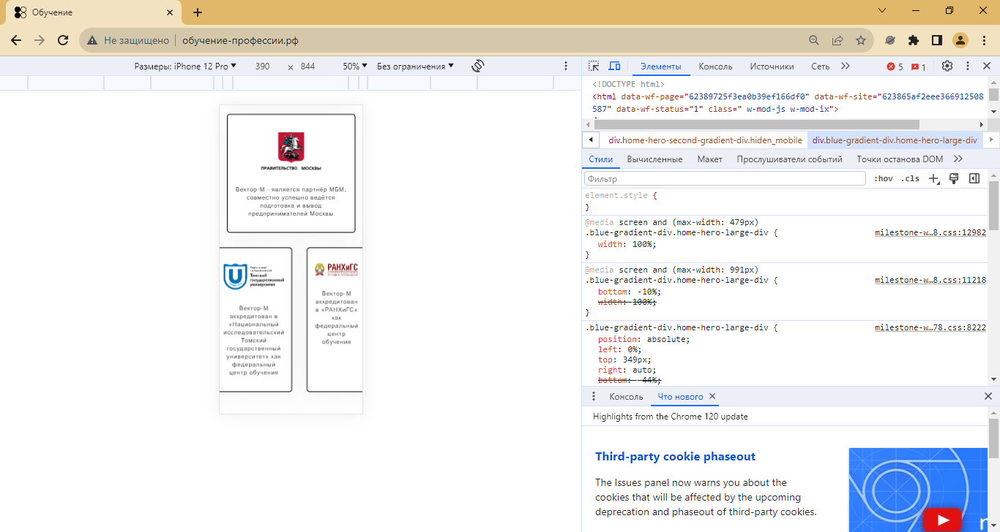 Обучение
Не защищено
обучение-профессии.рф
Размеры: iPhone 12 Pro
390
×
844
50%
Без ограничения
Элементы
Консоль
Источники
Сеть
5
1
<!DOCTYPE html>
<html data-wf-page="62389725f3ea0b39ef166df0" data-wf-site="623865af2eee366912508
587" data-wf-status="1" class=" w-mod-js w-mod-ix">
div.home-hero-second-gradient-div.hiden_mobile
div.blue-gradient-div.home-hero-large-div
Стили
Вычисленные
Макет
Прослушиватели событий
Точки останова DOM
Фильтр
:hov
.cls
element.style {
}
@media screen and (max-width: 479px)
.blue-gradient-div.home-hero-large-div {
milestone-w…8.css:12982
width: 100%;
}
@media screen and (max-width: 991px)
.blue-gradient-div.home-hero-large-div {
milestone-w…8.css:11218
bottom: -10%;
width: 100%;
}
.blue-gradient-div.home-hero-large-div {
milestone-w…78.css:8222
position: absolute;
left: 0%;
top: 349px;
right: auto;
bottom: -44%;
Консоль
Что нового
Highlights from the Chrome 120 update
Third-party cookie phaseout
The Issues panel now warns you about the
cookies that will be affected by the upcoming
deprecation and phaseout of third-party cookies.
ПРАВИТЕЛЬСТВО МОСКВЫ
Вектор-М - является партнёр МБМ,
совместно успешно ведётся
подготовка и вывод
предпринимателей Москвы
Томский
государственный
университет
Вектор-М
аккредитован в
«Национальный
исследовательский
Томский
государственный
университет» как
федеральный
центр обучения
РАНХиГС
Вектор-М
аккредитован
в «РАНХиГС»
как
федеральный
центр
обучения